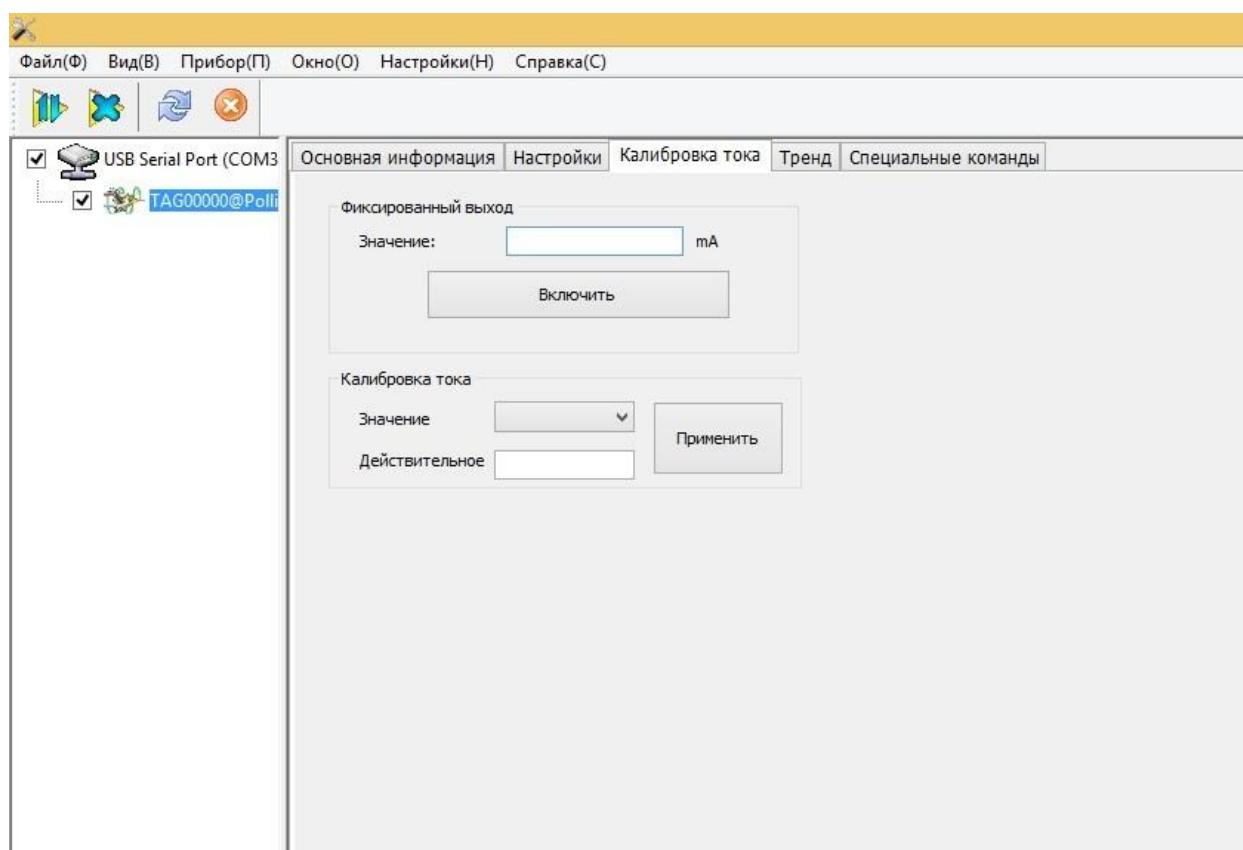 Файл(Ф) Вид(В) Прибор(П) Окно(О) Настройки(Н) Справка(С)
USB Serial Port (COM3
TAG00000@Polli
Основная информация Настройки Калибровка тока Тренд Специальные команды
Фиксированный выход
Значение: mA
Включить
Калибровка тока
Значение
Применить
Действительное